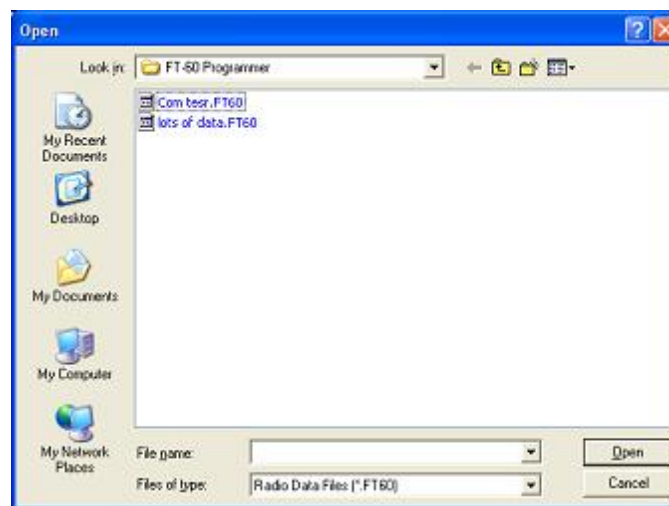 Open
Look in: FT-60 Programmer
Com tesr.FT60
lots of data.FT60
My Recent
Documents
Desktop
My Documents
My Computer
My Network
Places
File name:
Open
Files of type: Radio Data Files (*.FT60)
Cancel